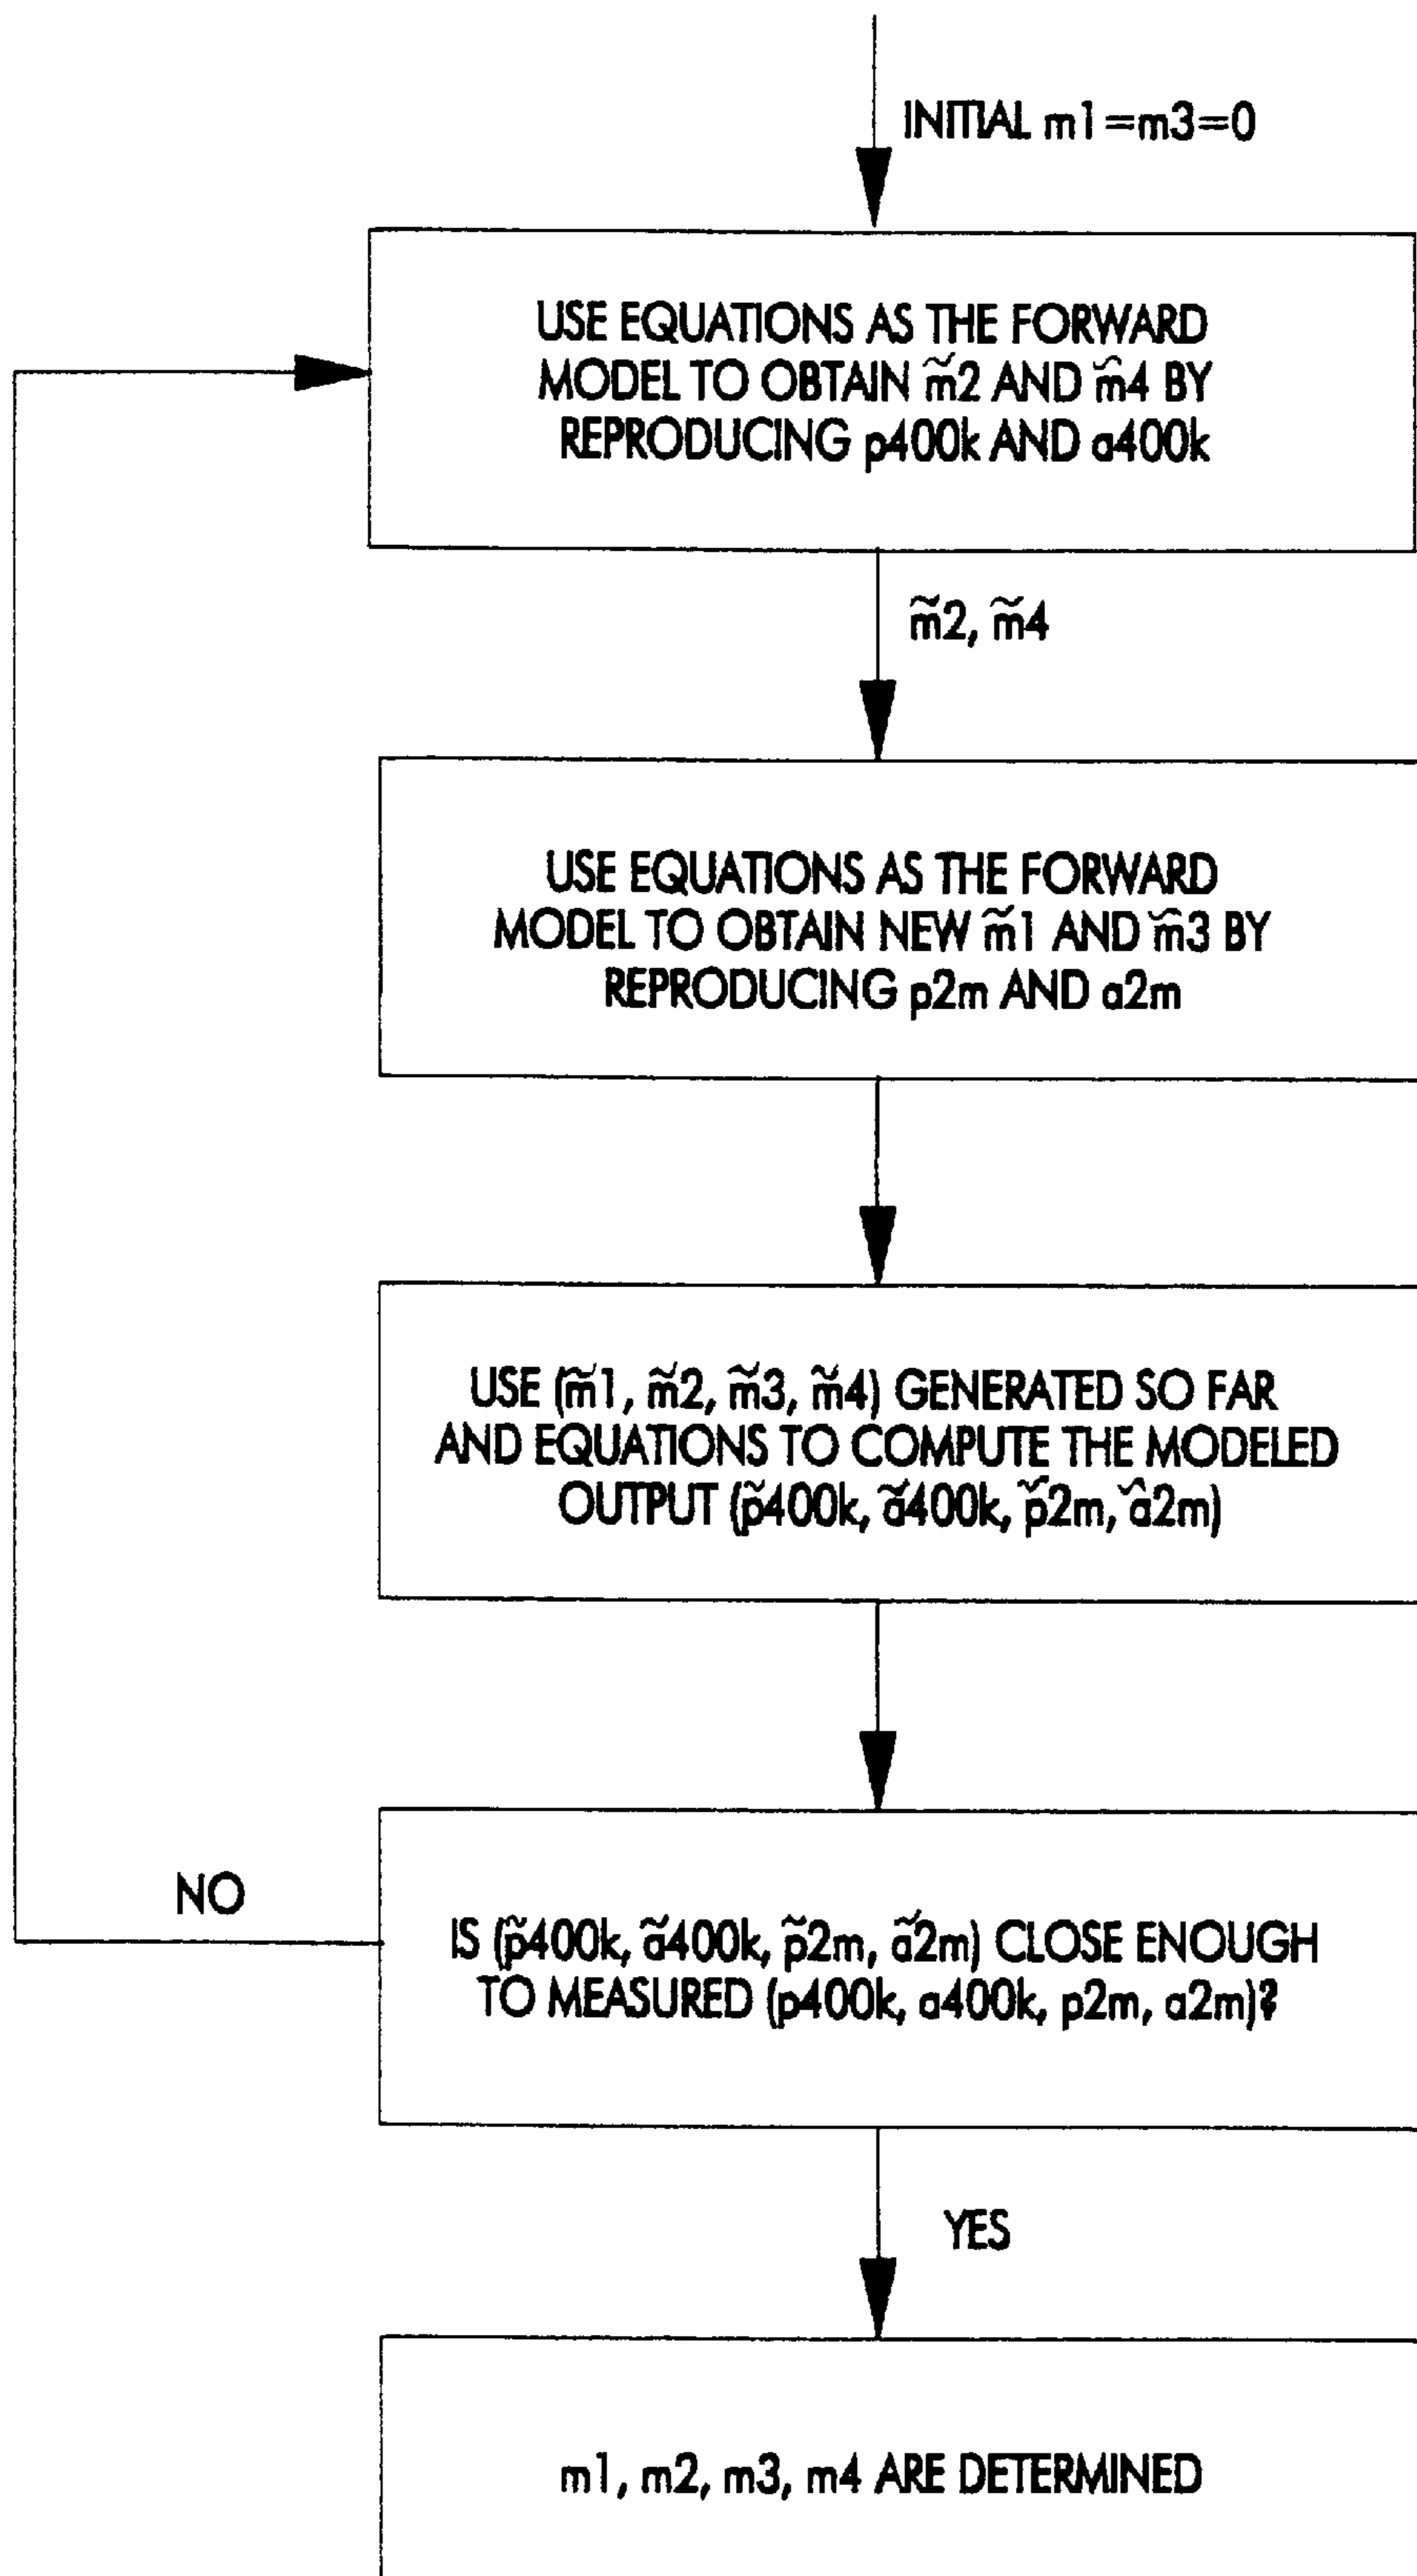 INITIAL m1=m3=0
USE EQUATIONS AS THE FORWARD
MODEL TO OBTAIN m̃2 AND m̃4 BY
REPRODUCING p400k AND a400k
m̃2, m̃4
USE EQUATIONS AS THE FORWARD
MODEL TO OBTAIN NEW m̃1 AND m̃3 BY
REPRODUCING p2m AND a2m
USE (m̃1, m̃2, m̃3, m̃4) GENERATED SO FAR
AND EQUATIONS TO COMPUTE THE MODELED
OUTPUT (p̃400k, ã400k, p̃2m, ã2m)
NO
IS (p̃400k, ã400k, p̃2m, ã2m) CLOSE ENOUGH
TO MEASURED (p400k, a400k, p2m, a2m)?
YES
m1, m2, m3, m4 ARE DETERMINED